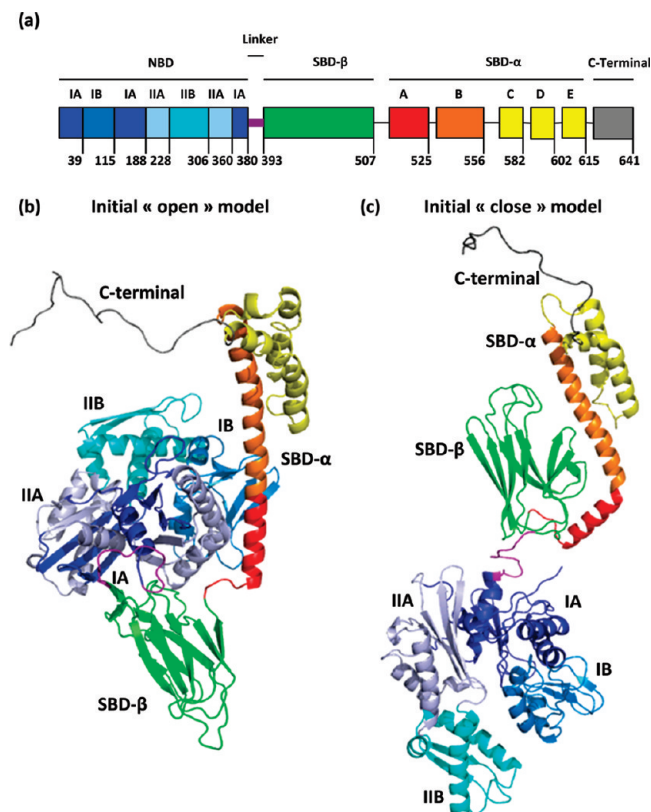 (a)
Linker
NBD SBD-β SBD-α C-Terminal
IA IB IA IIA IIB IIA IA A B C D E
39 115 188 228 306 360 380 393 507 525 556 582 602 615 641
(b) Initial « open » model
(c) Initial « close » model
C-terminal
IIB
IB
SBD-α
IIA
IA
SBD-β
C-terminal
SBD-α
SBD-β
IIA
IA
IB
IIB